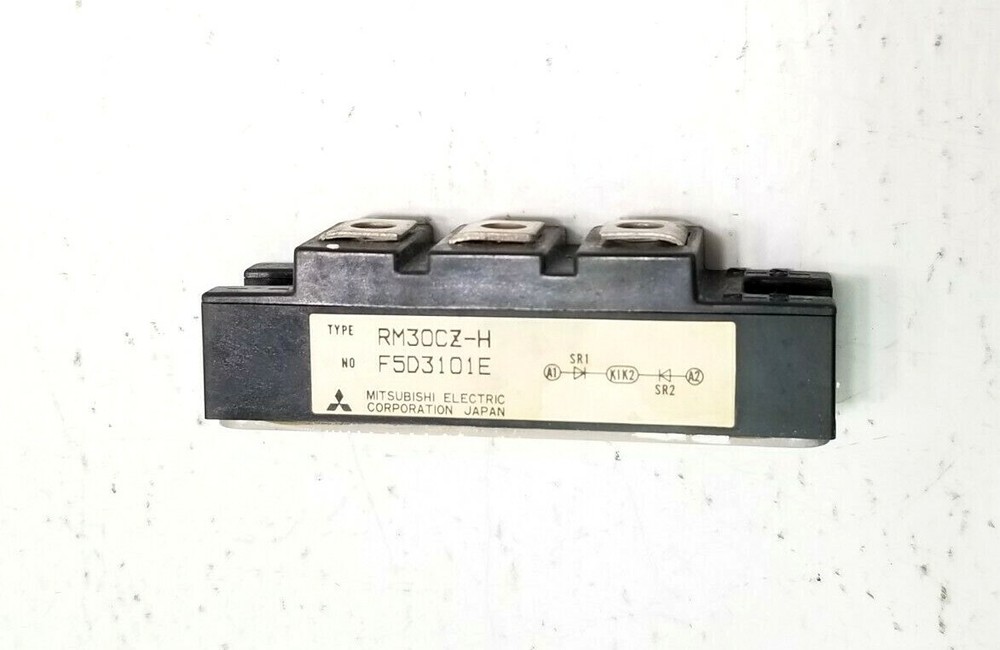 TYPE RM30CZ-H
NO F5D3101E
MITSUBISHI ELECTRIC
CORPORATION JAPAN
SR1
A1 K1K2 A2
SR2